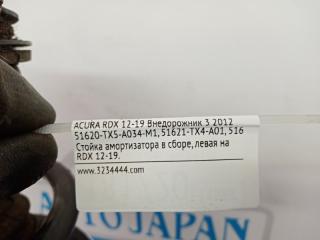 ACURA RDX 12-19 Внедорожник 3 2012
51620-TX5-A034-M1, 51621-TX4-A01, 516
Стойка амортизатора в сборе, левая на
RDX 12-19.
www.3234444.com
JAPAN